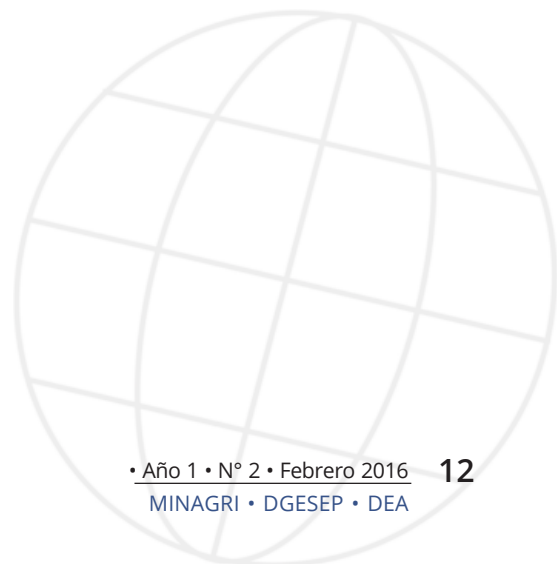 • Año 1 • N° 2 • Febrero 2016 12
MINAGRI • DGESEP • DEA